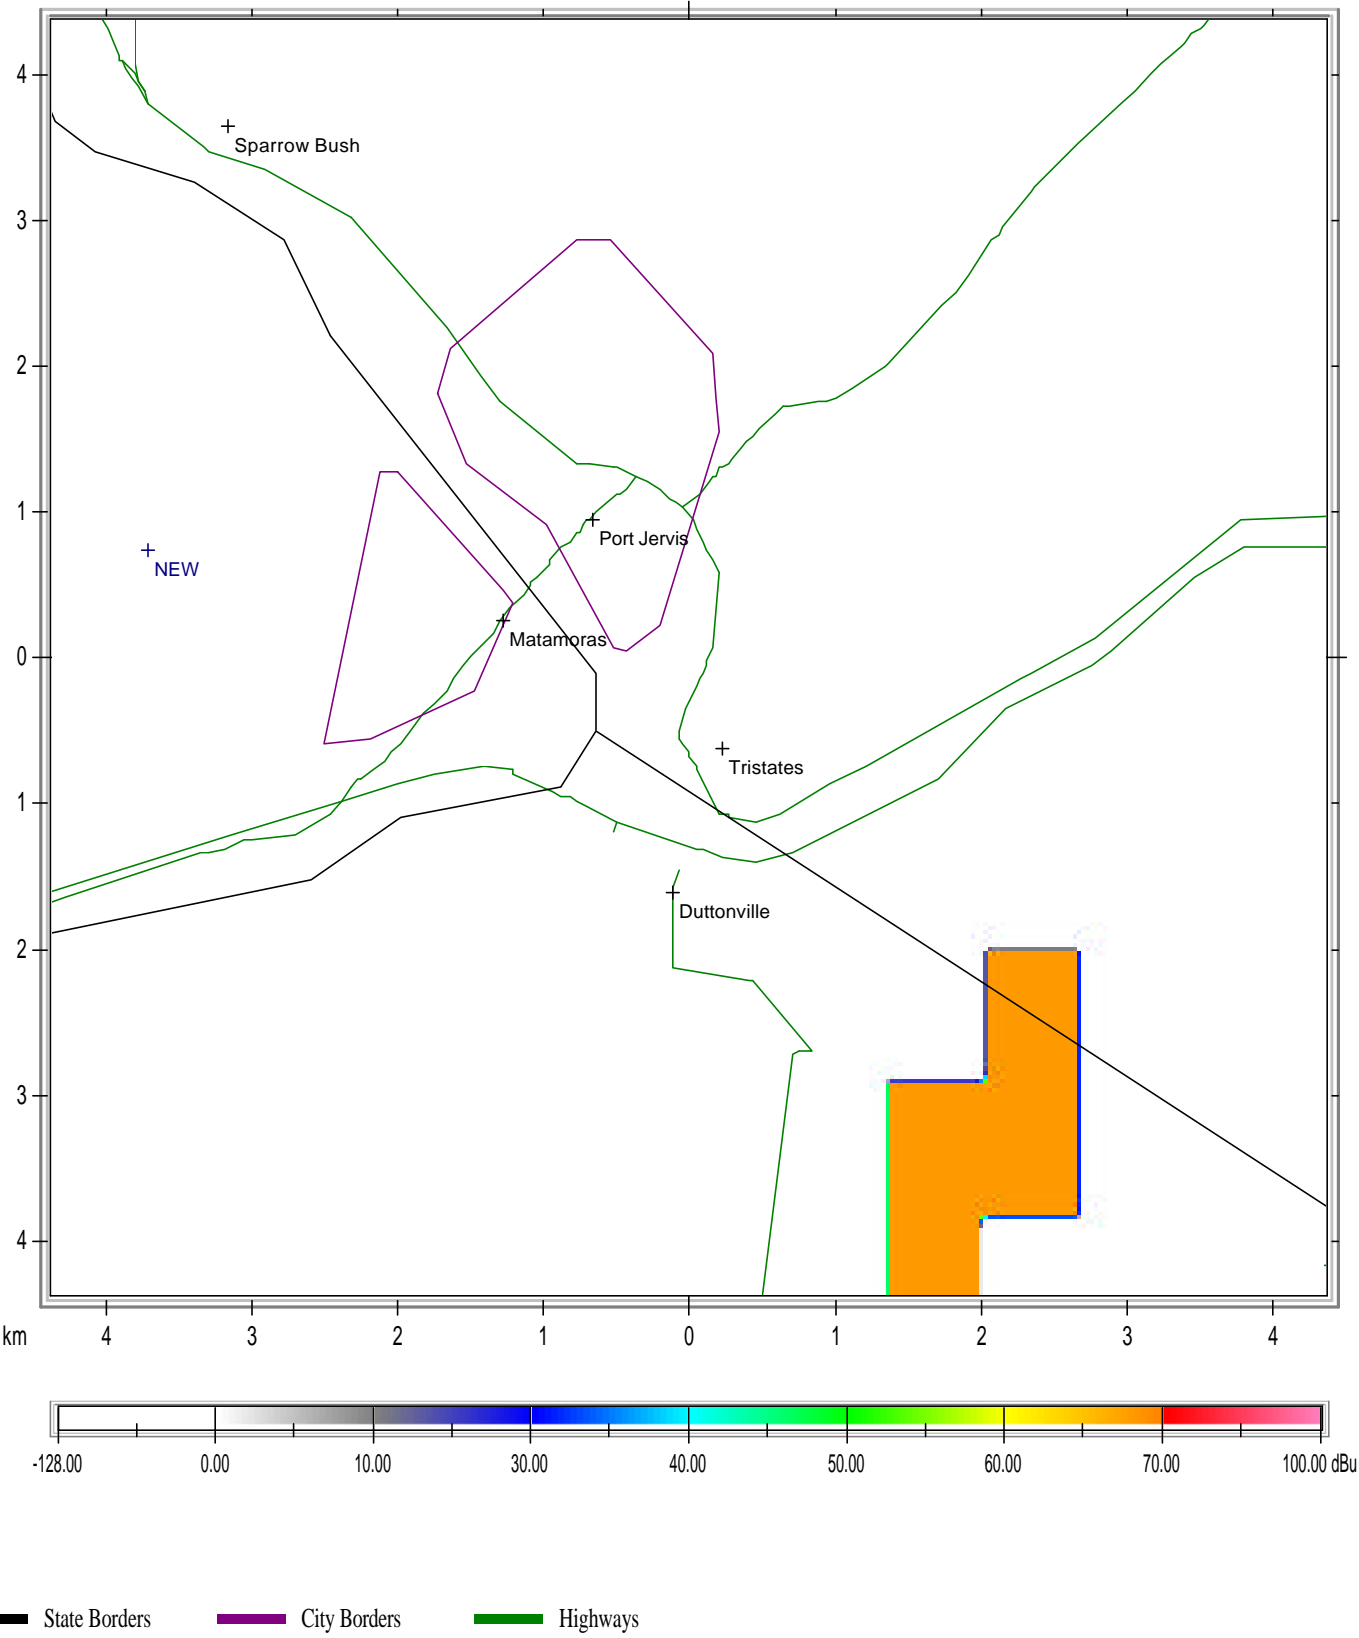 4
Sparrow Bush
3
2
1
Port Jervis
NEW
Matamoras
0
Tristates
1
Duttonville
2
3
4
km 4 3 2 1 0 1 2 3 4
-128.00 0.00 10.00 30.00 40.00 50.00 60.00 70.00 100.00 dBu
State Borders City Borders Highways